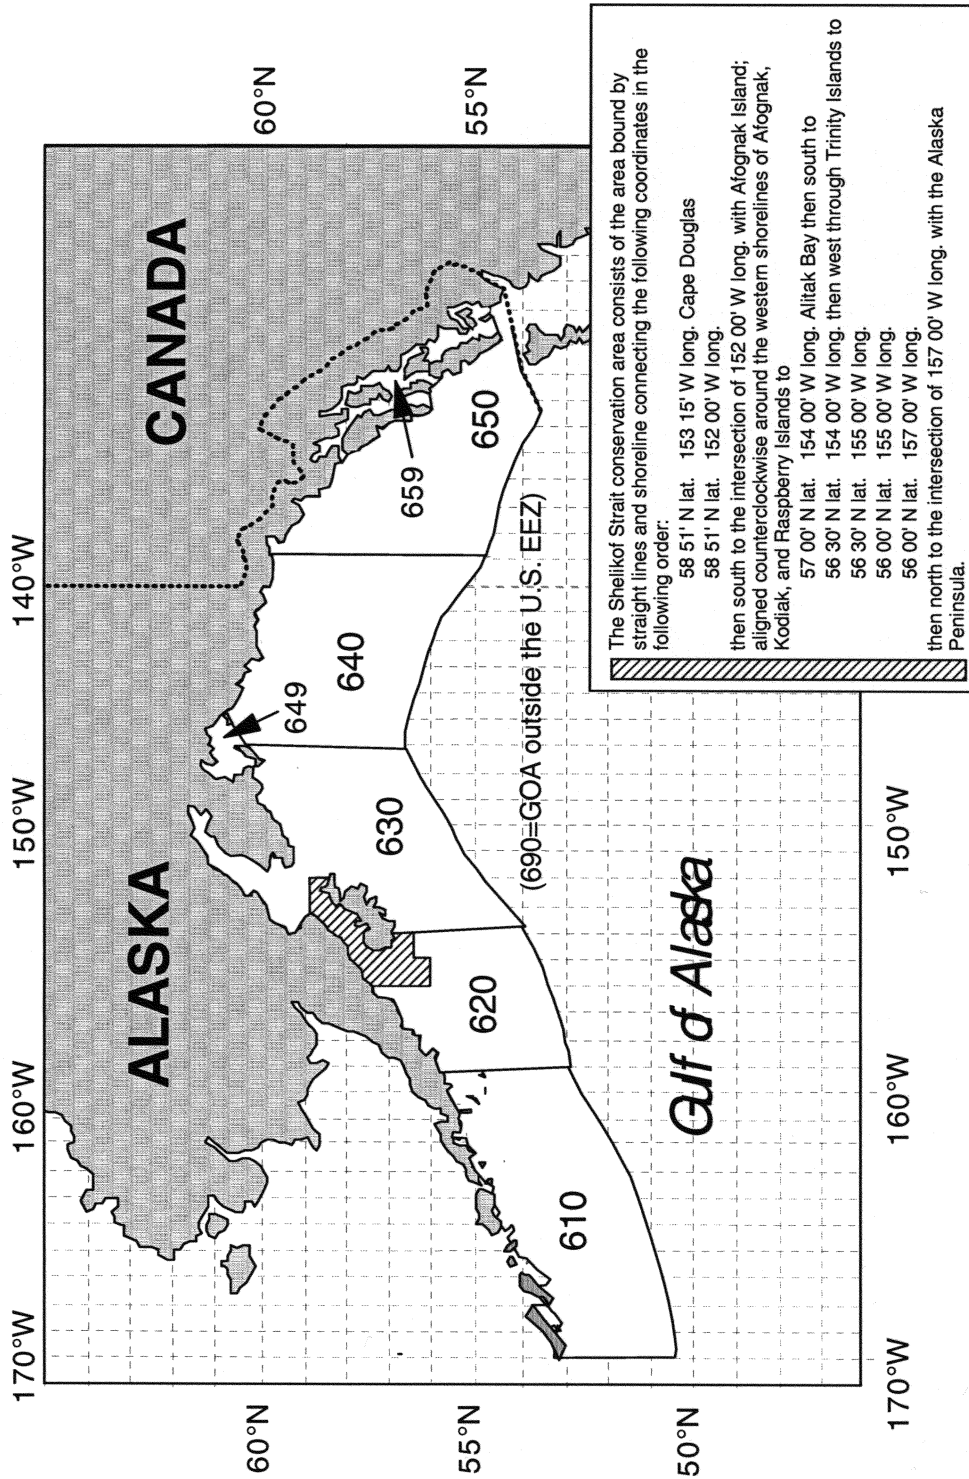 170°W
160°W
150°W
140°W
ALASKA
CANADA
60°N
60°N
55°N
55°N
50°N
649
659
640
650
630
620
610
(690=GOA outside the U.S. EEZ)
Gulf of Alaska
170°W
160°W
150°W
The Shelikof Strait conservation area consists of the area bound by
straight lines and shoreline connecting the following coordinates in the
following order:
58 51' N lat. 153 15' W long. Cape Douglas
58 51' N lat. 152 00' W long.
then south to the intersection of 152 00' W long. with Afognak Island;
aligned counterclockwise around the western shorelines of Afognak,
Kodiak, and Raspberry Islands to
57 00' N lat. 154 00' W long. Alitak Bay then south to
56 30' N lat. 154 00' W long. then west through Trinity Islands to
56 30' N lat. 155 00' W long.
56 00' N lat. 155 00' W long.
56 00' N lat. 157 00' W long.
then north to the intersection of 157 00' W long. with the Alaska
Peninsula.